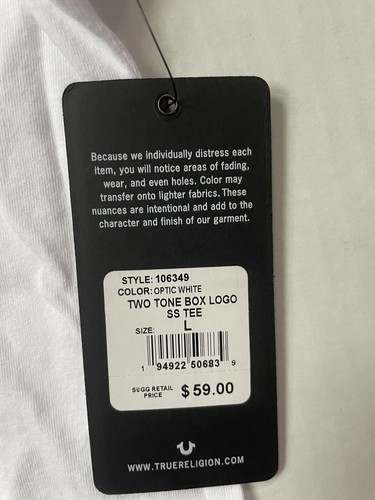 Because we individually distress each
item, you will notice areas of fading,
wear, and even holes. Color may
transfer onto lighter fabrics. These
nuances are intentional and add to the
character and finish of our garment.
STYLE: 106349
COLOR: OPTIC WHITE
TWO TONE BOX LOGO
SS TEE
SIZE: L
1 94922 50683 9
SUGG RETAIL
PRICE $59.00
WWW.TRUERELIGION.COM